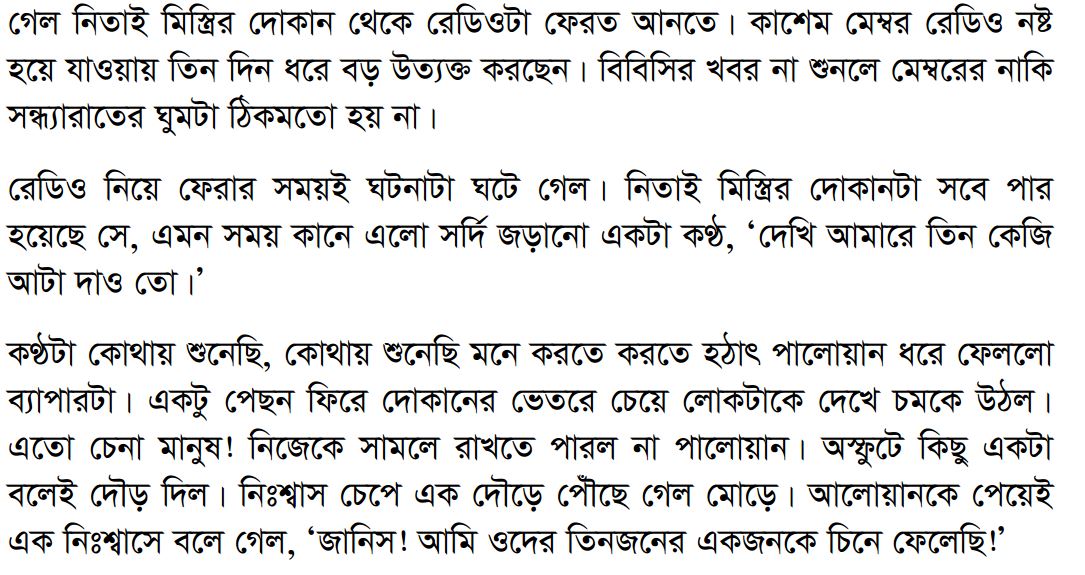 গেল নিতাই মিস্ত্রির দোকান থেকে রেডিওটা ফেরত আনতে। কাশেম মেম্বর রেডিও নষ্ট
হয়ে যাওয়ায় তিন দিন ধরে বড় উত্যক্ত করছেন। বিবিসির খবর না শুনলে মেম্বরের নাকি
সন্ধ্যারাতের ঘুমটা ঠিকমতো হয় না।
রেডিও নিয়ে ফেরার সময়ই ঘটনাটা ঘটে গেল। নিতাই মিস্ত্রির দোকানটা সবে পার
হয়েছে সে, এমন সময় কানে এলো সর্দি জড়ানো একটা কণ্ঠ, ‘দেখি আমারে তিন কেজি
আটা দাও তো।’
কণ্ঠটা কোথায় শুনেছি, কোথায় শুনেছি মনে করতে করতে হঠাৎ পালোয়ান ধরে ফেললো
ব্যাপারটা। একটু পেছন ফিরে দোকানের ভেতরে চেয়ে লোকটাকে দেখে চমকে উঠল।
এতো চেনা মানুষ! নিজেকে সামলে রাখতে পারল না পালোয়ান। অস্ফুটে কিছু একটা
বলেই দৌড় দিল। নিঃশ্বাস চেপে এক দৌড়ে পৌঁছে গেল মোড়ে। আলোয়ানকে পেয়েই
এক নিঃশ্বাসে বলে গেল, ‘জানিস! আমি ওদের তিনজনের একজনকে চিনে ফেলেছি!’